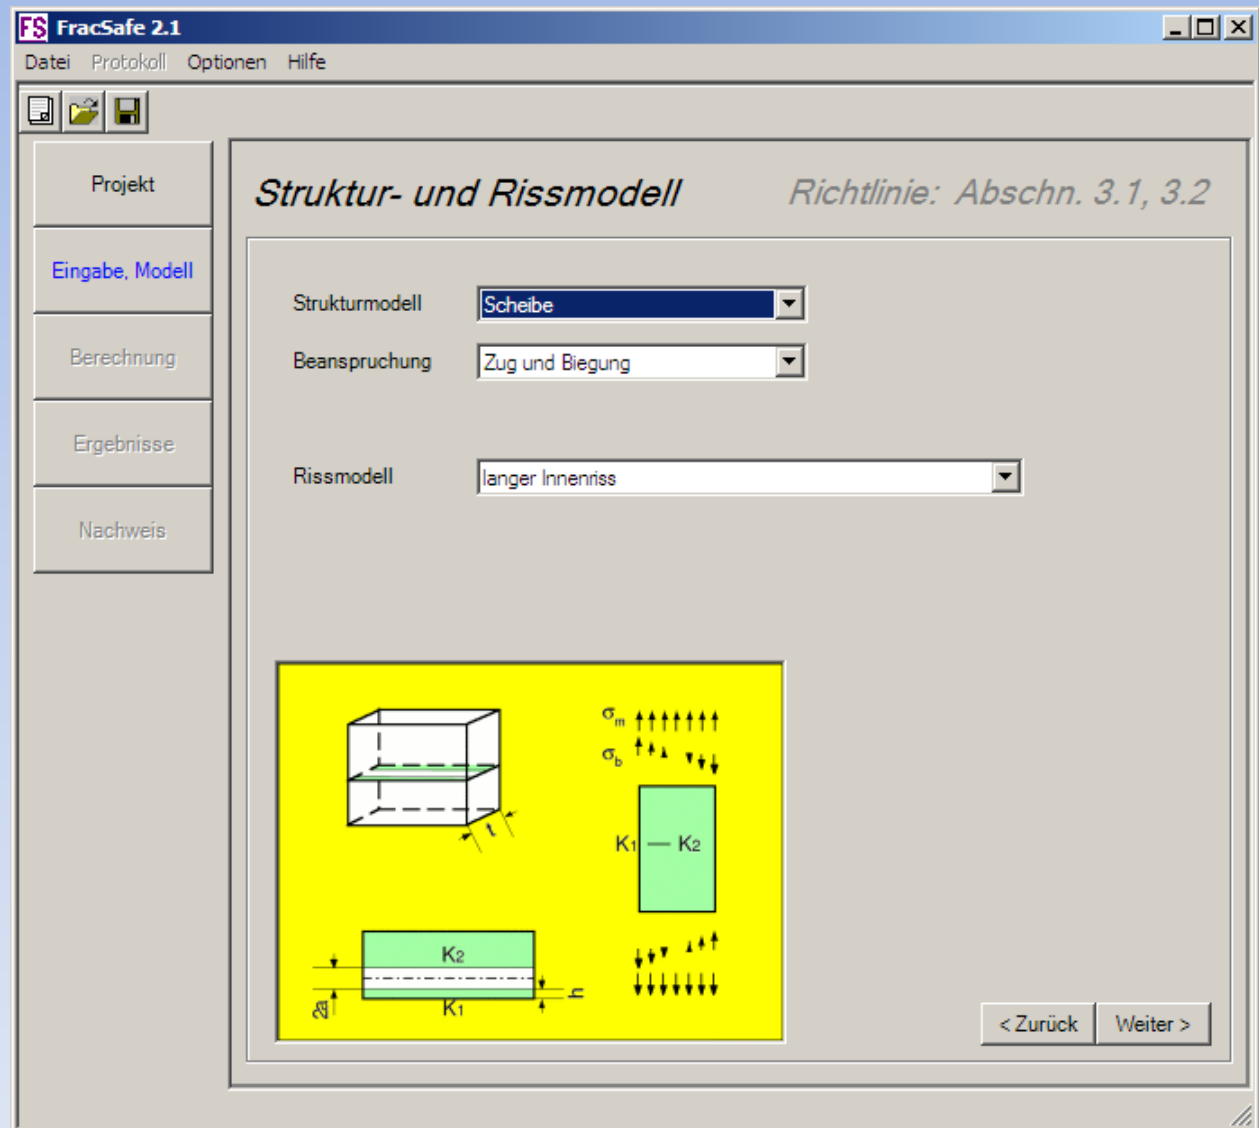 FS FracSafe 2.1
Datei Protokoll Optionen Hilfe
Projekt
Eingabe, Modell
Berechnung
Ergebnisse
Nachweis
Struktur- und Rissmodell Richtlinie: Abschn. 3.1, 3.2
Strukturmodell Scheibe
Beanspruchung Zug und Biegung
Rissmodell langer Innenriss
t
σm
σb
K1 — K2
K2
2a
K1
h
< Zurück Weiter >